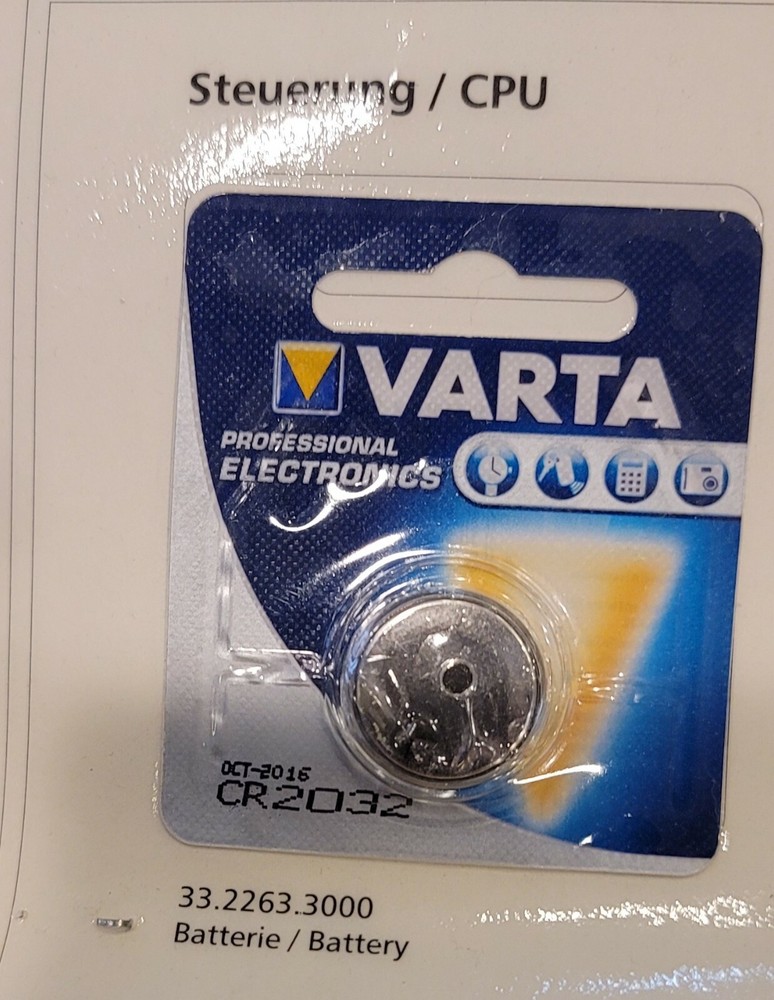 Steuerung / CPU
VARTA
PROFESSIONAL
ELECTRONICS
OCT-2016
CR2032
33.2263.3000
Batterie / Battery